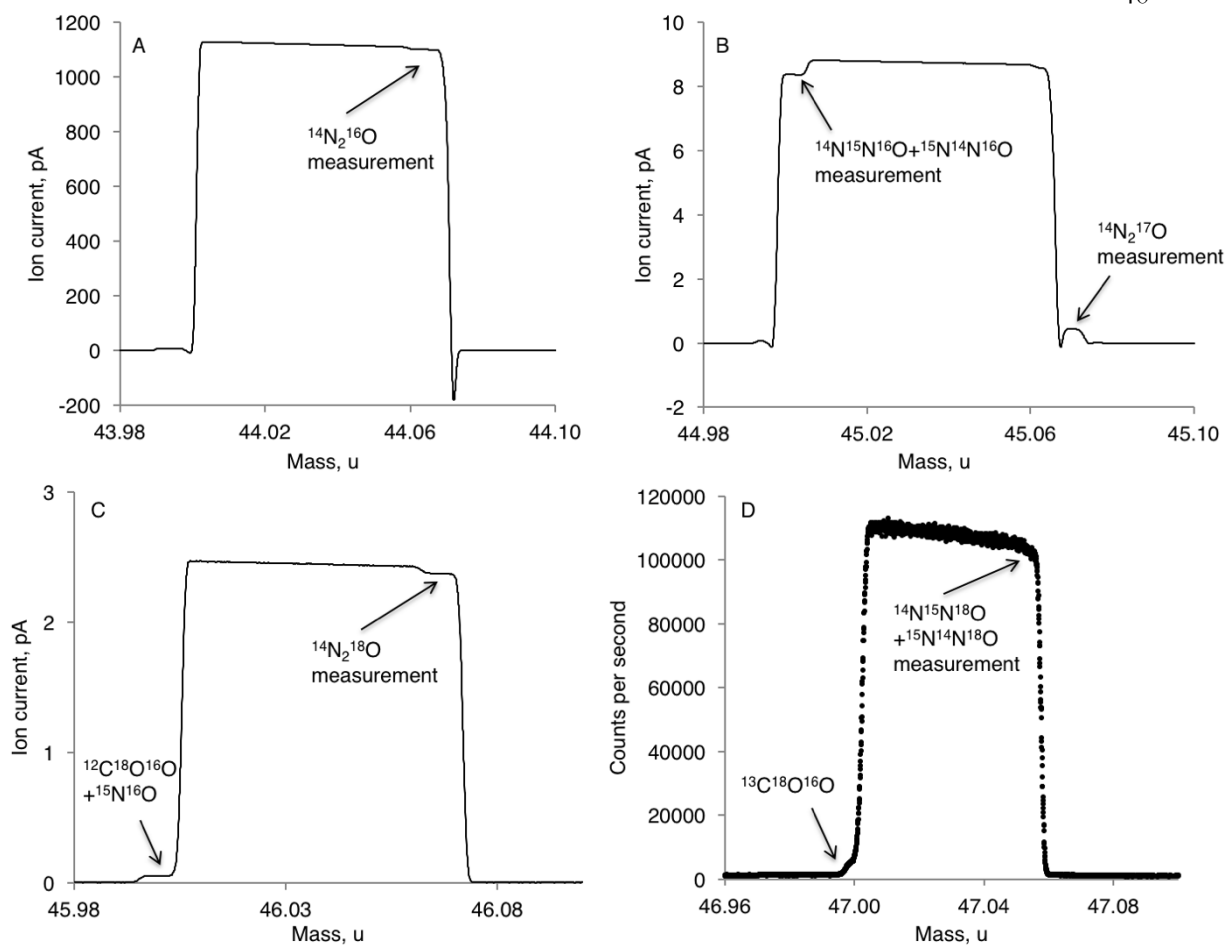 A
Ion current, pA
1200
1000
800
600
400
200
0
-200
¹⁴N₂¹⁶O
measurement
43.98 44.02 44.06 44.10
Mass, u
B
Ion current, pA
10
8
6
4
2
0
-2
¹⁴N¹⁵N¹⁶O+¹⁵N¹⁴N¹⁶O
measurement
¹⁴N₂¹⁷O
measurement
44.98 45.02 45.06 45.10
Mass, u
C
Ion current, pA
3
2
1
0
¹⁴N₂¹⁸O
measurement
¹²C¹⁸O¹⁶O
+¹⁵N¹⁶O
45.98 46.03 46.08
Mass, u
D
Counts per second
120000
100000
80000
60000
40000
20000
0
¹⁴N¹⁵N¹⁸O
+¹⁵N¹⁴N¹⁸O
measurement
¹³C¹⁸O¹⁶O
46.96 47.00 47.04 47.08
Mass, u